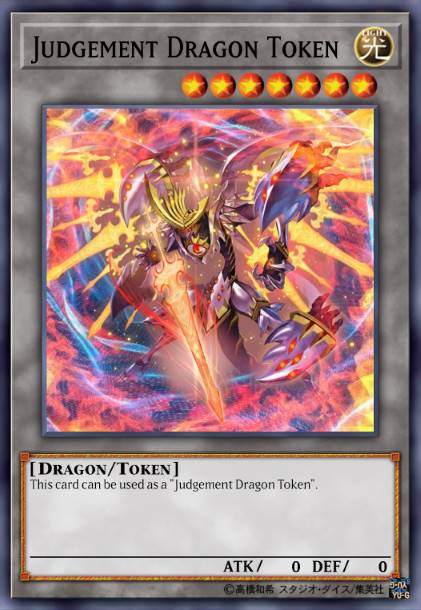 JUDGEMENT DRAGON TOKEN
LIGHT
光
[DRAGON/TOKEN]
This card can be used as a "Judgement Dragon Token".
ATK/ 0 DEF/ 0
©高橋和希 スタジオ・ダイス/集英社